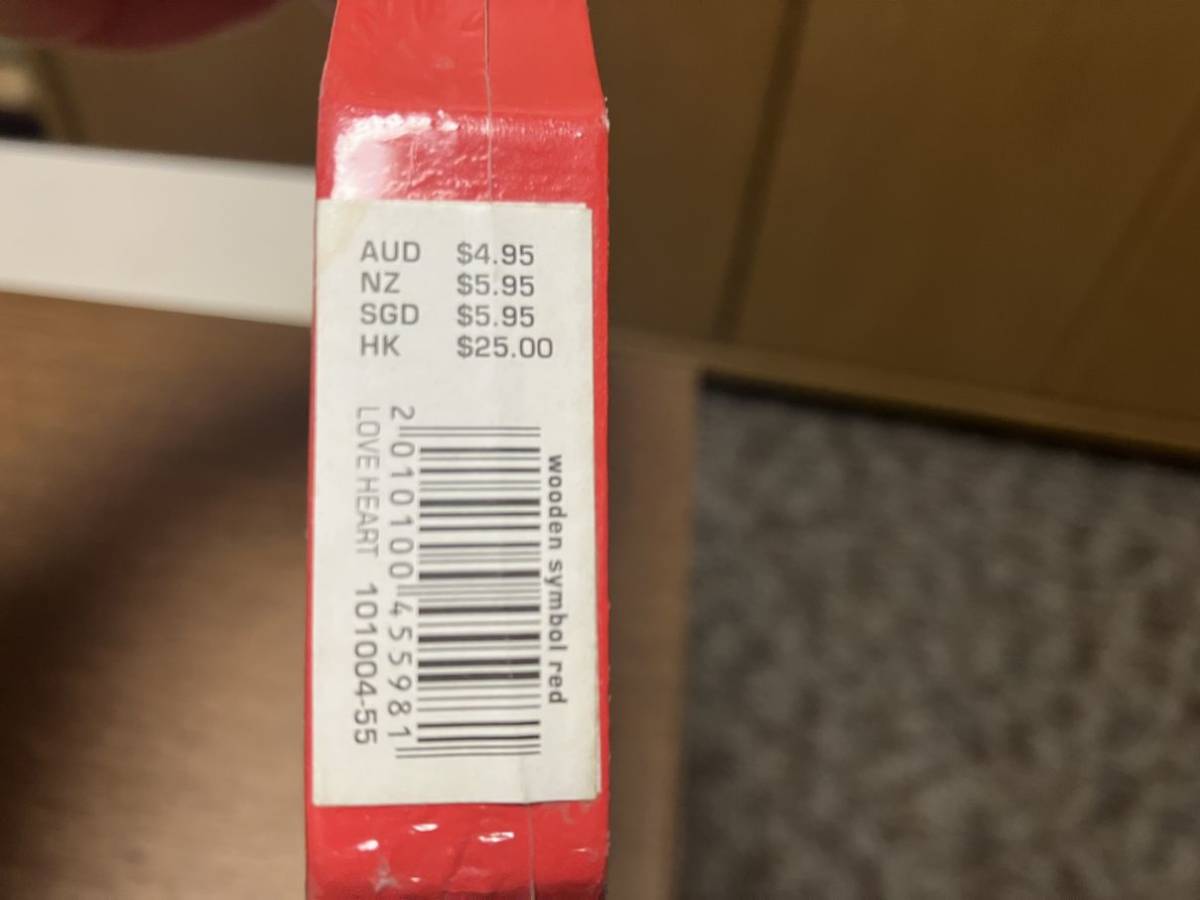 AUD $4.95
NZ $5.95
SGD $5.95
HK $25.00
wooden symbol red
2 010100 455981
LOVE HEART 101004-55